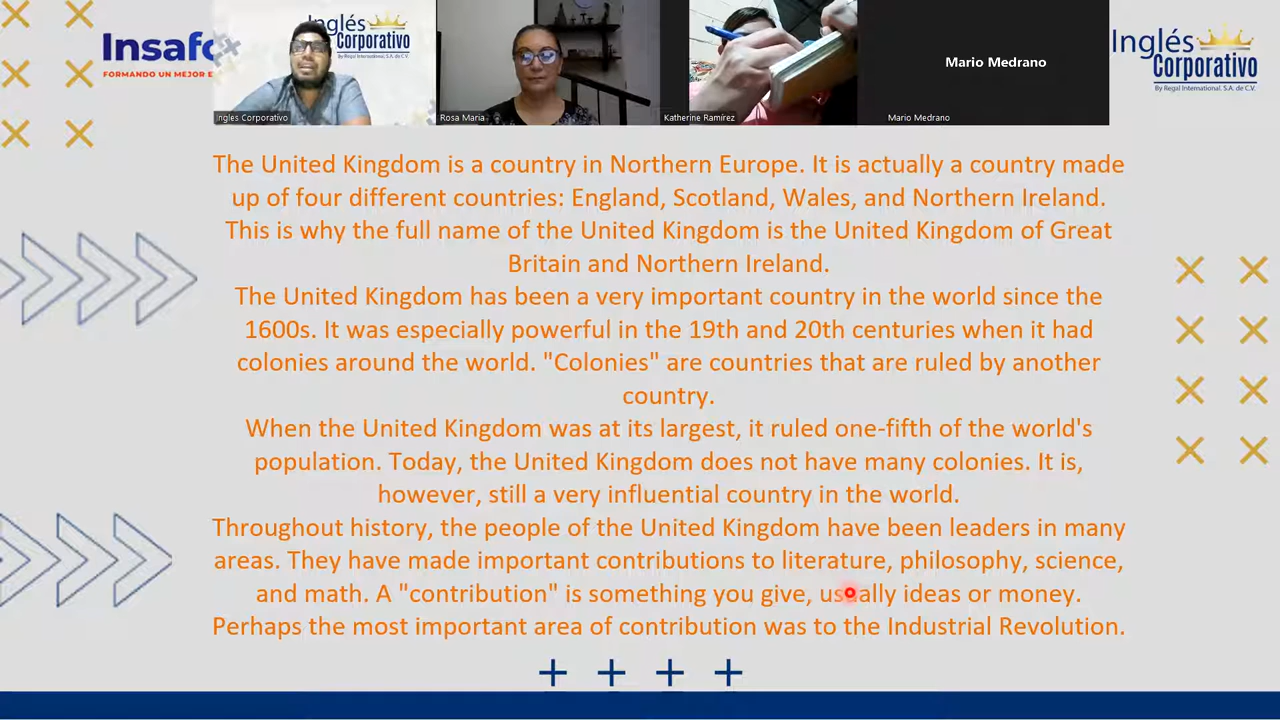 Insafo
FORMANDO UN MEJOR E
Inglés
Corporativo
By Regal International, S.A. de C.V.
Mario Medrano
Inglés
Corporativo
By Regal International, S.A. de C.V.
Ingles Corporativo
Rosa Maria
Katherine Ramírez
Mario Medrano
The United Kingdom is a country in Northern Europe. It is actually a country made
up of four different countries: England, Scotland, Wales, and Northern Ireland.
This is why the full name of the United Kingdom is the United Kingdom of Great
Britain and Northern Ireland.
The United Kingdom has been a very important country in the world since the
1600s. It was especially powerful in the 19th and 20th centuries when it had
colonies around the world. "Colonies" are countries that are ruled by another
country.
When the United Kingdom was at its largest, it ruled one-fifth of the world's
population. Today, the United Kingdom does not have many colonies. It is,
however, still a very influential country in the world.
Throughout history, the people of the United Kingdom have been leaders in many
areas. They have made important contributions to literature, philosophy, science,
and math. A "contribution" is something you give, usually ideas or money.
Perhaps the most important area of contribution was to the Industrial Revolution.